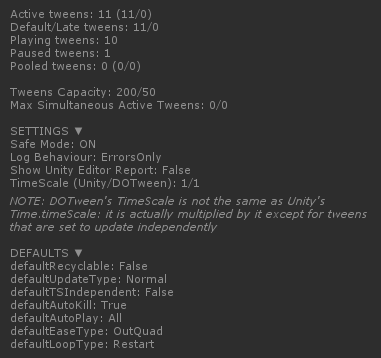 Active tweens: 11 (11/0)
Default/Late tweens: 11/0
Playing tweens: 10
Paused tweens: 1
Pooled tweens: 0 (0/0)
Tweens Capacity: 200/50
Max Simultaneous Active Tweens: 0/0
SETTINGS ▼
Safe Mode: ON
Log Behaviour: ErrorsOnly
Show Unity Editor Report: False
TimeScale (Unity/DOTween): 1/1
NOTE: DOTween's TimeScale is not the same as Unity's
Time.timeScale: it is actually multiplied by it except for tweens
that are set to update independently
DEFAULTS ▼
defaultRecyclable: False
defaultUpdateType: Normal
defaultTSIndependent: False
defaultAutoKill: True
defaultAutoPlay: All
defaultEaseType: OutQuad
defaultLoopType: Restart